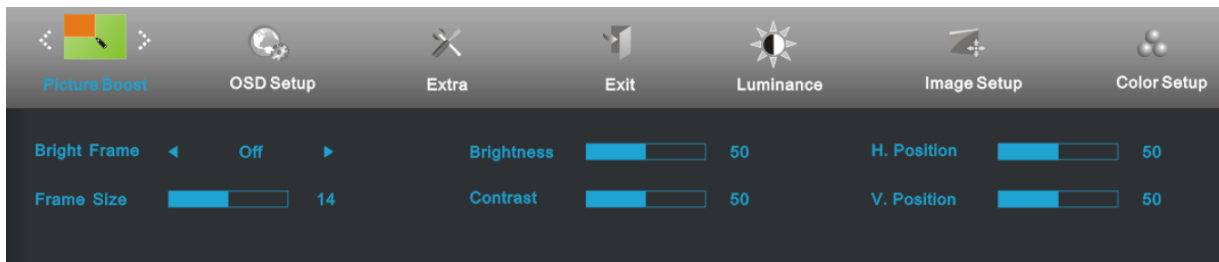 Picture Boost OSD Setup Extra Exit Luminance Image Setup Color Setup
Bright Frame Off Brightness 50 H. Position 50
Frame Size 14 Contrast 50 V. Position 50